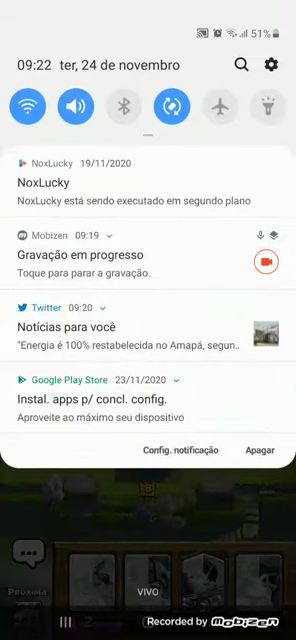 51%
09:22 ter, 24 de novembro
NoxLucky 19/11/2020
NoxLucky
NoxLucky está sendo executado em segundo plano
Mobizen 09:19
Gravação em progresso
Toque para parar a gravação.
Twitter 09:20
Notícias para você
"Energia é 100% restabelecida no Amapá, segun..
Google Play Store 23/11/2020
Instal. apps p/ concl. config.
Aproveite ao máximo seu dispositivo
Config. notificação Apagar
VIVO
Recorded by mobizen